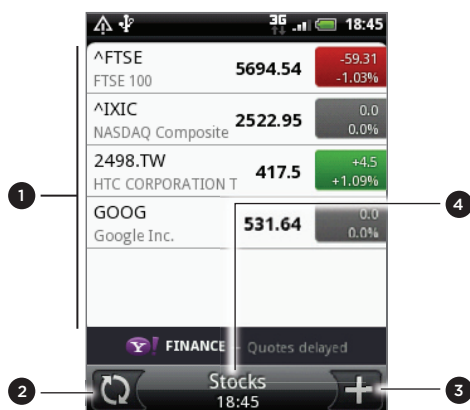 3G 18:45
^FTSE 5694.54 -59.31
FTSE 100 -1.03%
^IXIC 2522.95 0.0
NASDAQ Composite 0.0%
2498.TW 417.5 +4.5
HTC CORPORATION T +1.09%
GOOG 531.64 0.0
Google Inc. 0.0%
1
4
Y! FINANCE - Quotes delayed
2
Stocks
18:45
3